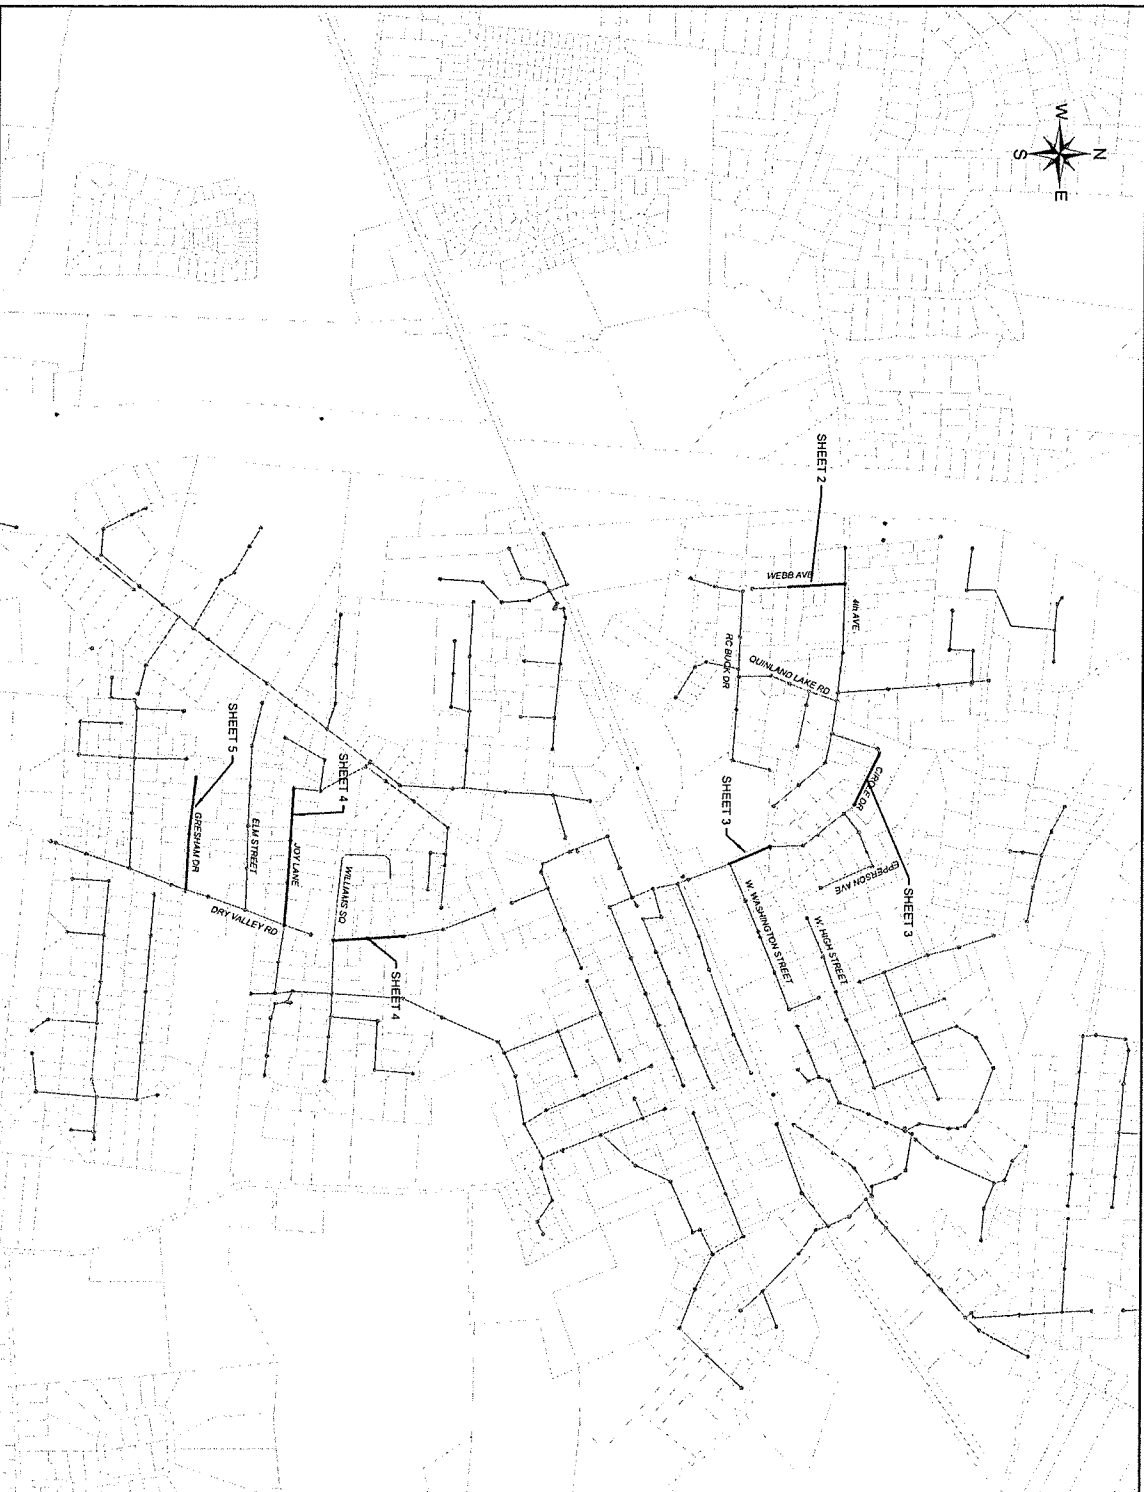 N
W
E
S
SHEET 2
WEBB AVE
4th AVE
RC BUCK DR
QUINLAND LAKE RD
CIRCLE DR
SHEET 3
EPPERSON AVE
SHEET 3
W. WASHINGTON STREET
W. HIGH STREET
SHEET 5
GRESHAM DR
ELM STREET
SHEET 4
JOY LANE
WILLIAMS SQ
DRY VALLEY RD
SHEET 4